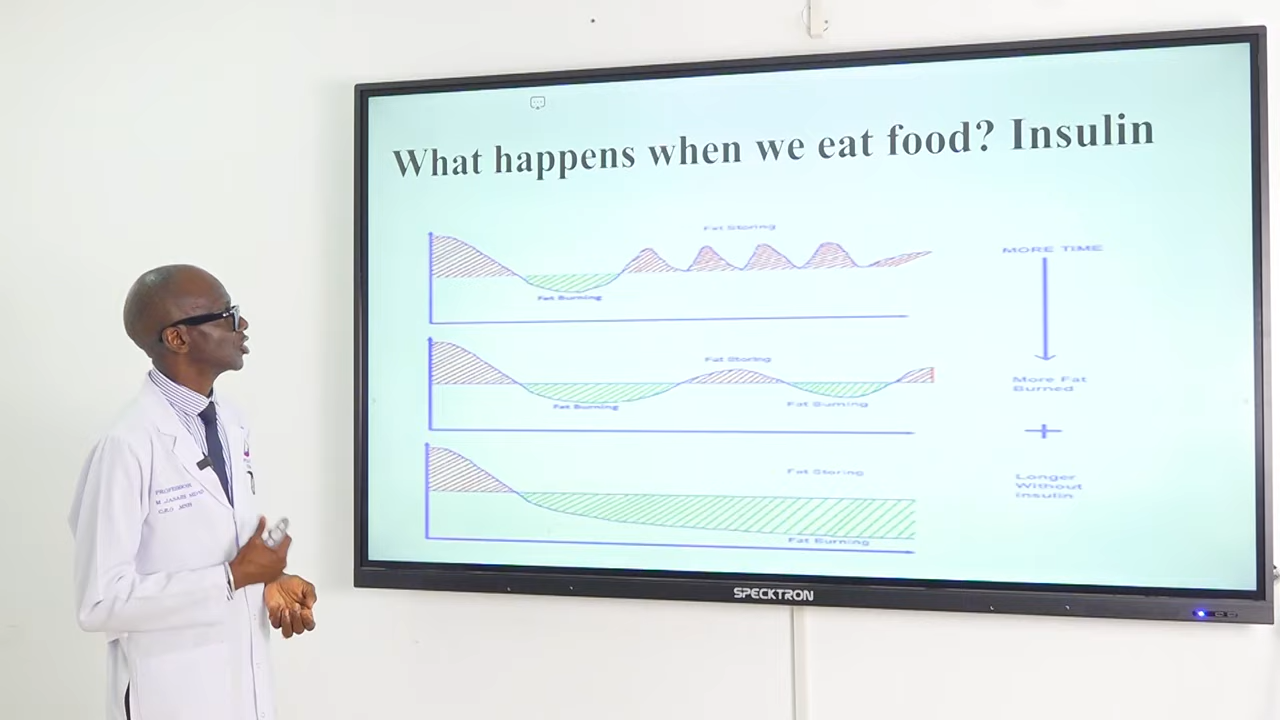 What happens when we eat food? Insulin
Fat Storing
MORE TIME
Fat Burning
Fat Storing
More Fat
Burned
Fat Burning
Fat Burning
+
Fat Storing
Longer
Without
insulin
Fat Burning
SPECKTRON
PROFESSOR